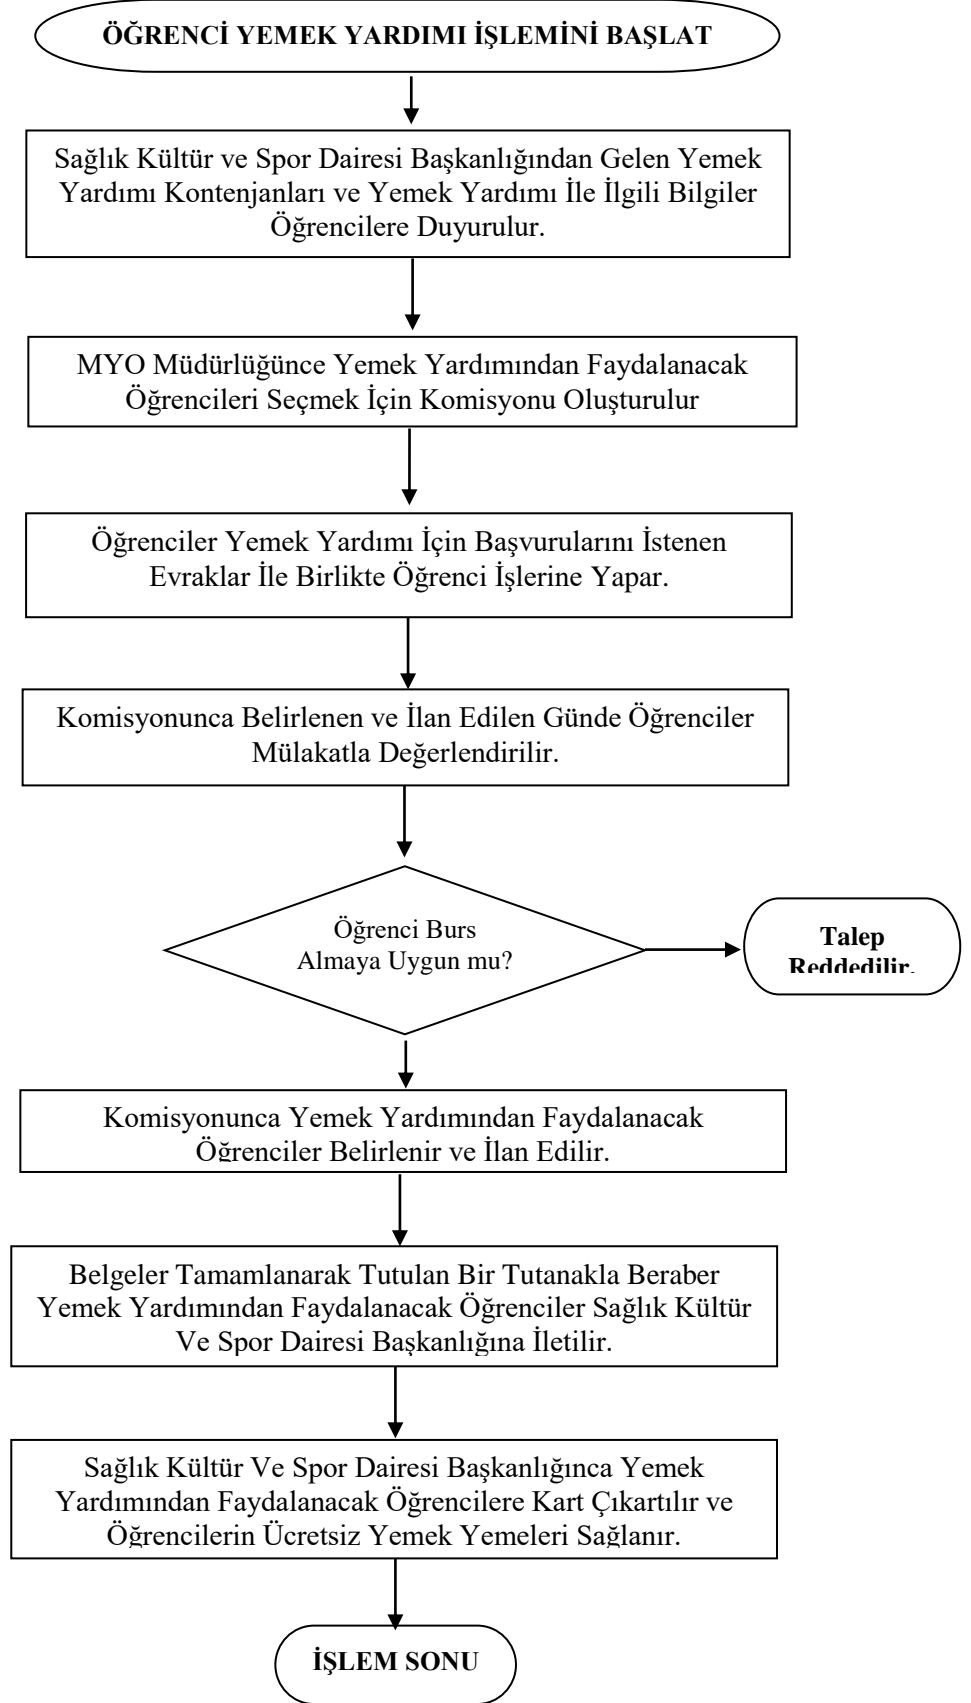 ÖĞRENCİ YEMEK YARDIMI İŞLEMİNİ BAŞLAT
Sağlık Kültür ve Spor Dairesi Başkanlığından Gelen Yemek
Yardımı Kontenjanları ve Yemek Yardımı İle İlgili Bilgiler
Öğrencilere Duyurulur.
MYO Müdürlüğünce Yemek Yardımından Faydalanacak
Öğrencileri Seçmek İçin Komisyonu Oluşturulur
Öğrenciler Yemek Yardımı İçin Başvurularını İstenen
Evraklar İle Birlikte Öğrenci İşlerine Yapar.
Komisyonunca Belirlenen ve İlan Edilen Günde Öğrenciler
Mülakatla Değerlendirilir.
Öğrenci Burs
Almaya Uygun mu?
Talep
Reddedilir.
Komisyonunca Yemek Yardımından Faydalanacak
Öğrenciler Belirlenir ve İlan Edilir.
Belgeler Tamamlanarak Tutulan Bir Tutanakla Beraber
Yemek Yardımından Faydalanacak Öğrenciler Sağlık Kültür
Ve Spor Dairesi Başkanlığına İletilir.
Sağlık Kültür Ve Spor Dairesi Başkanlığınca Yemek
Yardımından Faydalanacak Öğrencilere Kart Çıkartılır ve
Öğrencilerin Ücretsiz Yemek Yemeleri Sağlanır.
İŞLEM SONU